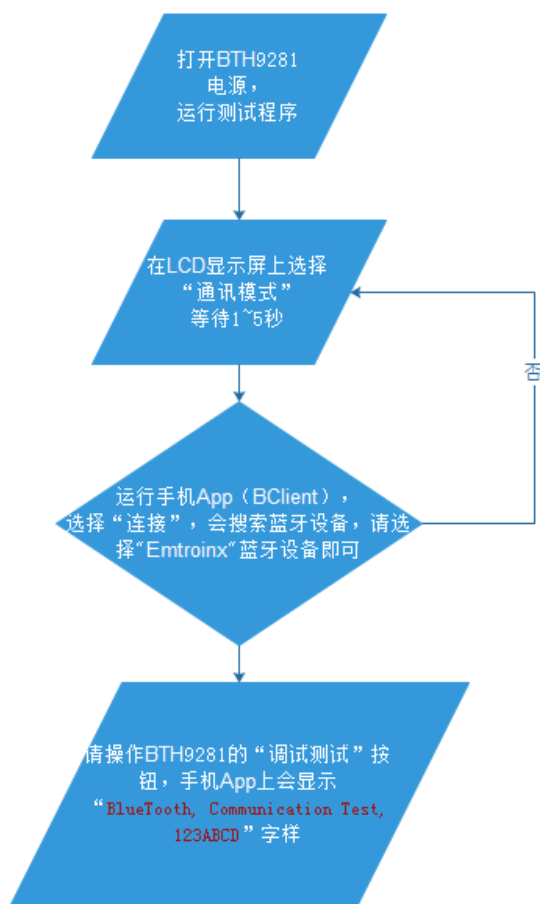 打开BTH9281
电源，
运行测试程序
在LCD显示屏上选择
“通讯模式”
等待1~5秒
否
运行手机App（BClient），
选择“连接”，会搜索蓝牙设备，请选
择“Emtroinx“蓝牙设备即可
请操作BTH9281的“调试测试”按
钮，手机App上会显示
“BlueTooth, Communication Test,
123ABCD”字样